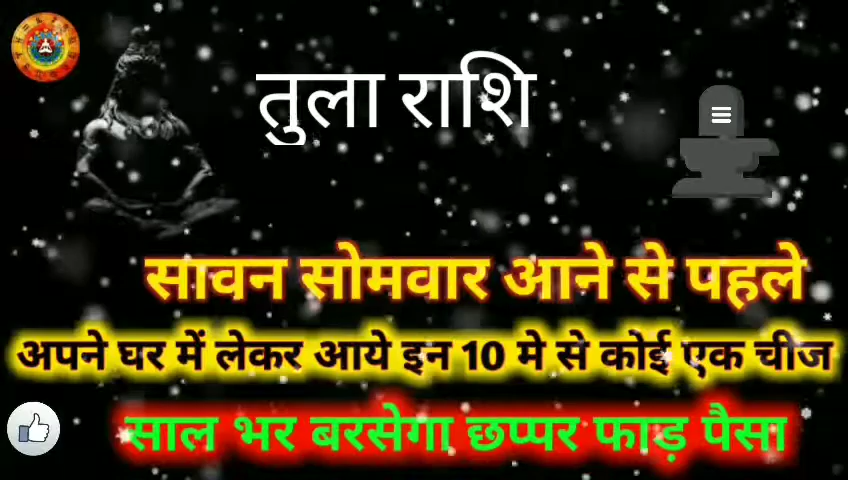 तुला राशि
सावन सोमवार आने से पहले
अपने घर में लेकर आये इन 10 मे से कोई एक चीज
साल भर बरसेगा छप्पर फाड़ पैसा